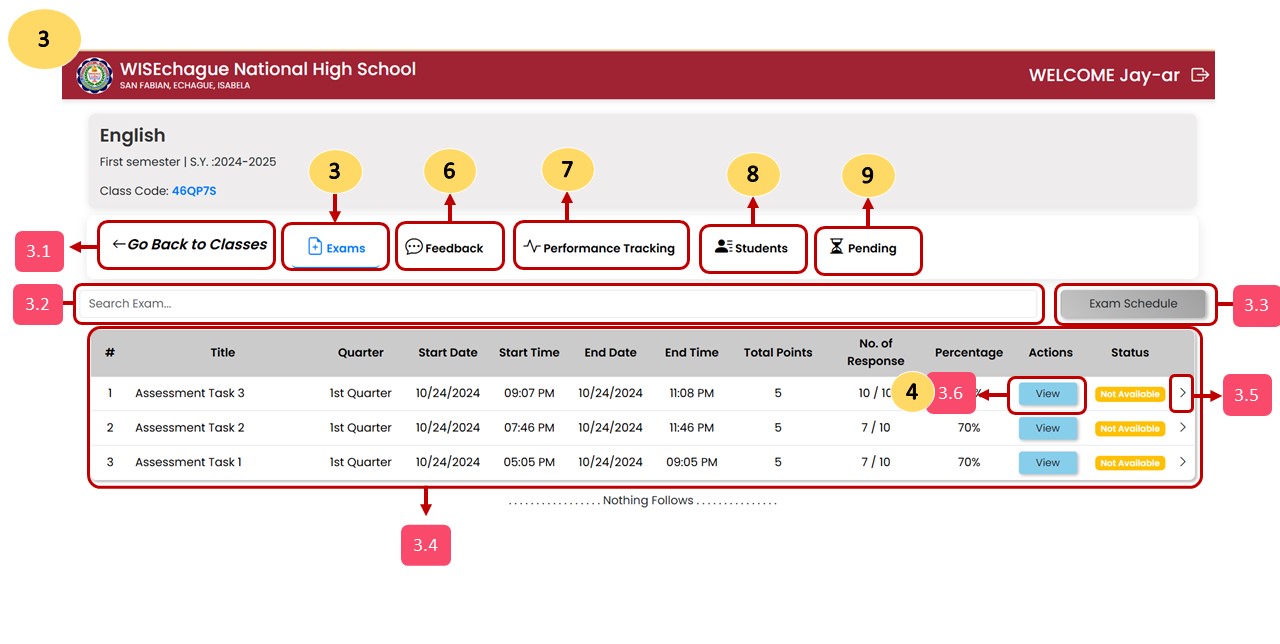 3
WISEchague National High School
SAN FABIAN, ECHAGUE, ISABELA
WELCOME Jay-ar
English
First semester | S.Y. :2024-2025
Class Code: 46QP7S
3 6 7 8 9
3.1 ←Go Back to Classes Exams Feedback Performance Tracking Students Pending
3.2 Search Exam... Exam Schedule 3.3
# Title Quarter Start Date Start Time End Date End Time Total Points No. of Response Percentage Actions Status
1 Assessment Task 3 1st Quarter 10/24/2024 09:07 PM 10/24/2024 11:08 PM 5 10 / 10 4 3.6 % View Not Available > 3.5
2 Assessment Task 2 1st Quarter 10/24/2024 07:46 PM 10/24/2024 11:46 PM 5 7 / 10 70% View Not Available >
3 Assessment Task 1 1st Quarter 10/24/2024 05:05 PM 10/24/2024 09:05 PM 5 7 / 10 70% View Not Available >
. . . . . . . . . . . . . . . . . Nothing Follows . . . . . . . . . . . . . . .
3.4